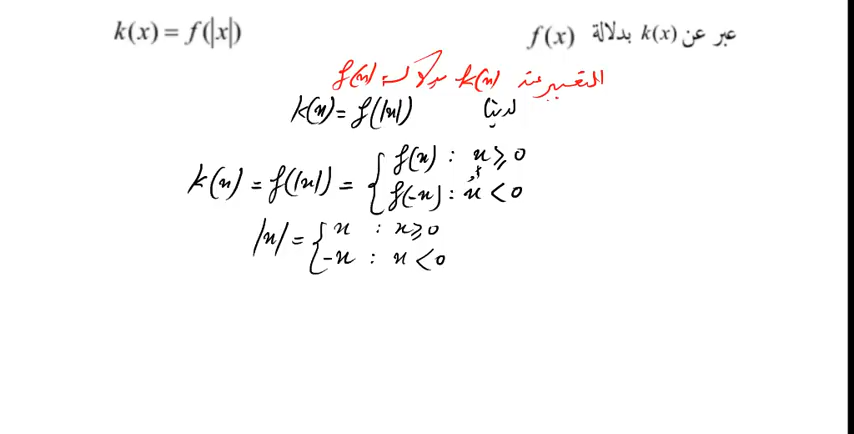 عبر عن k(x) بدلالة f(x) k(x) = f(|x|)
التعبير عن k(x) بدلالة f(x)
لدينا k(x) = f(|x|)
k(x) = f(|x|) = { f(x) : x ⩾ 0
f(-x) : x < 0
|x| = { x : x ⩾ 0
-x : x < 0